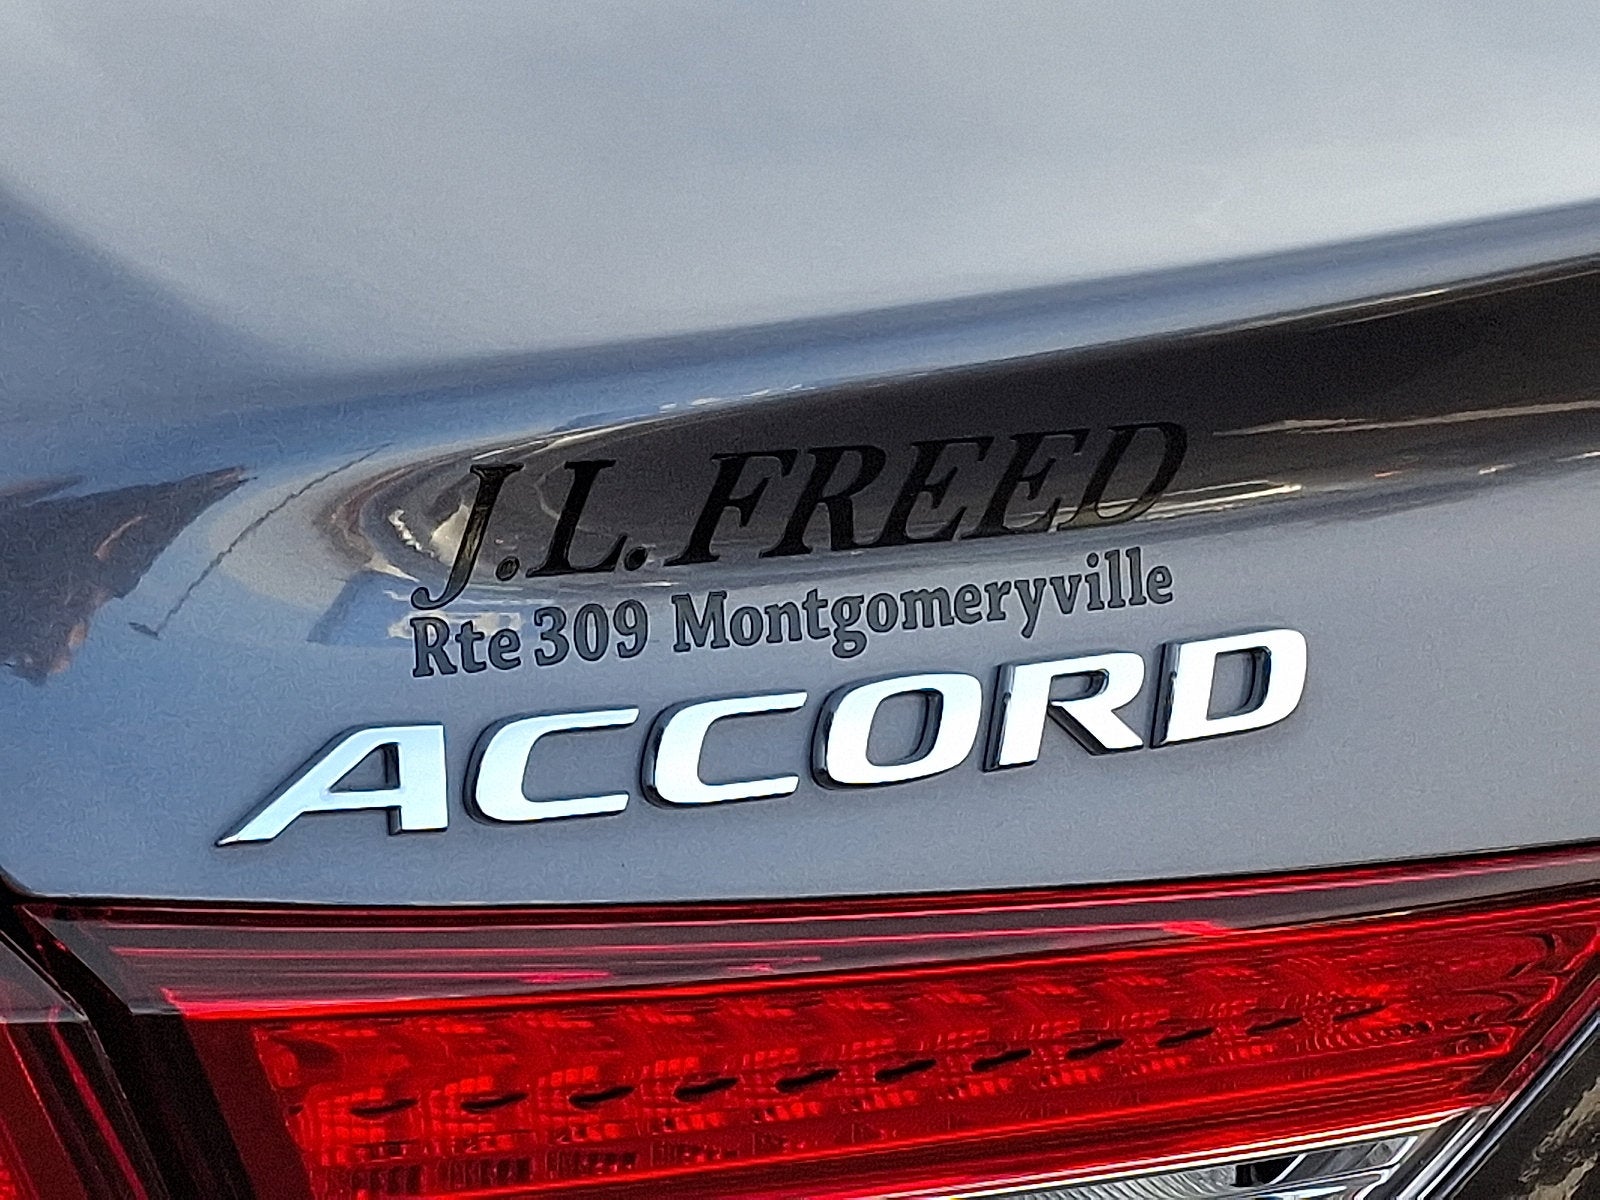 J.L. FREED
Rte 309 Montgomeryville
ACCORD